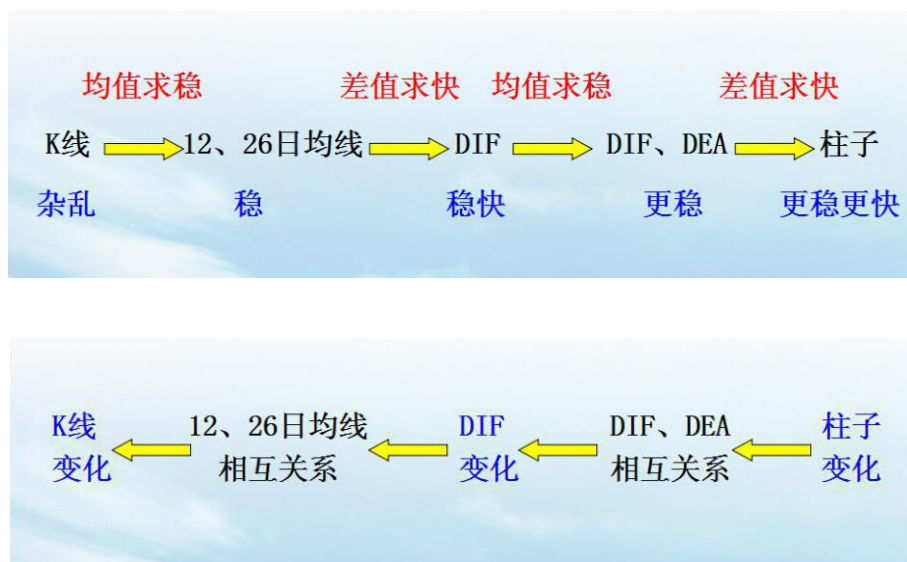 均值求稳 差值求快 均值求稳 差值求快
K线 12、26日均线 DIF DIF、DEA 柱子
杂乱 稳 稳快 更稳 更稳更快
K线 12、26日均线 DIF DIF、DEA 柱子
变化 相互关系 变化 相互关系 变化